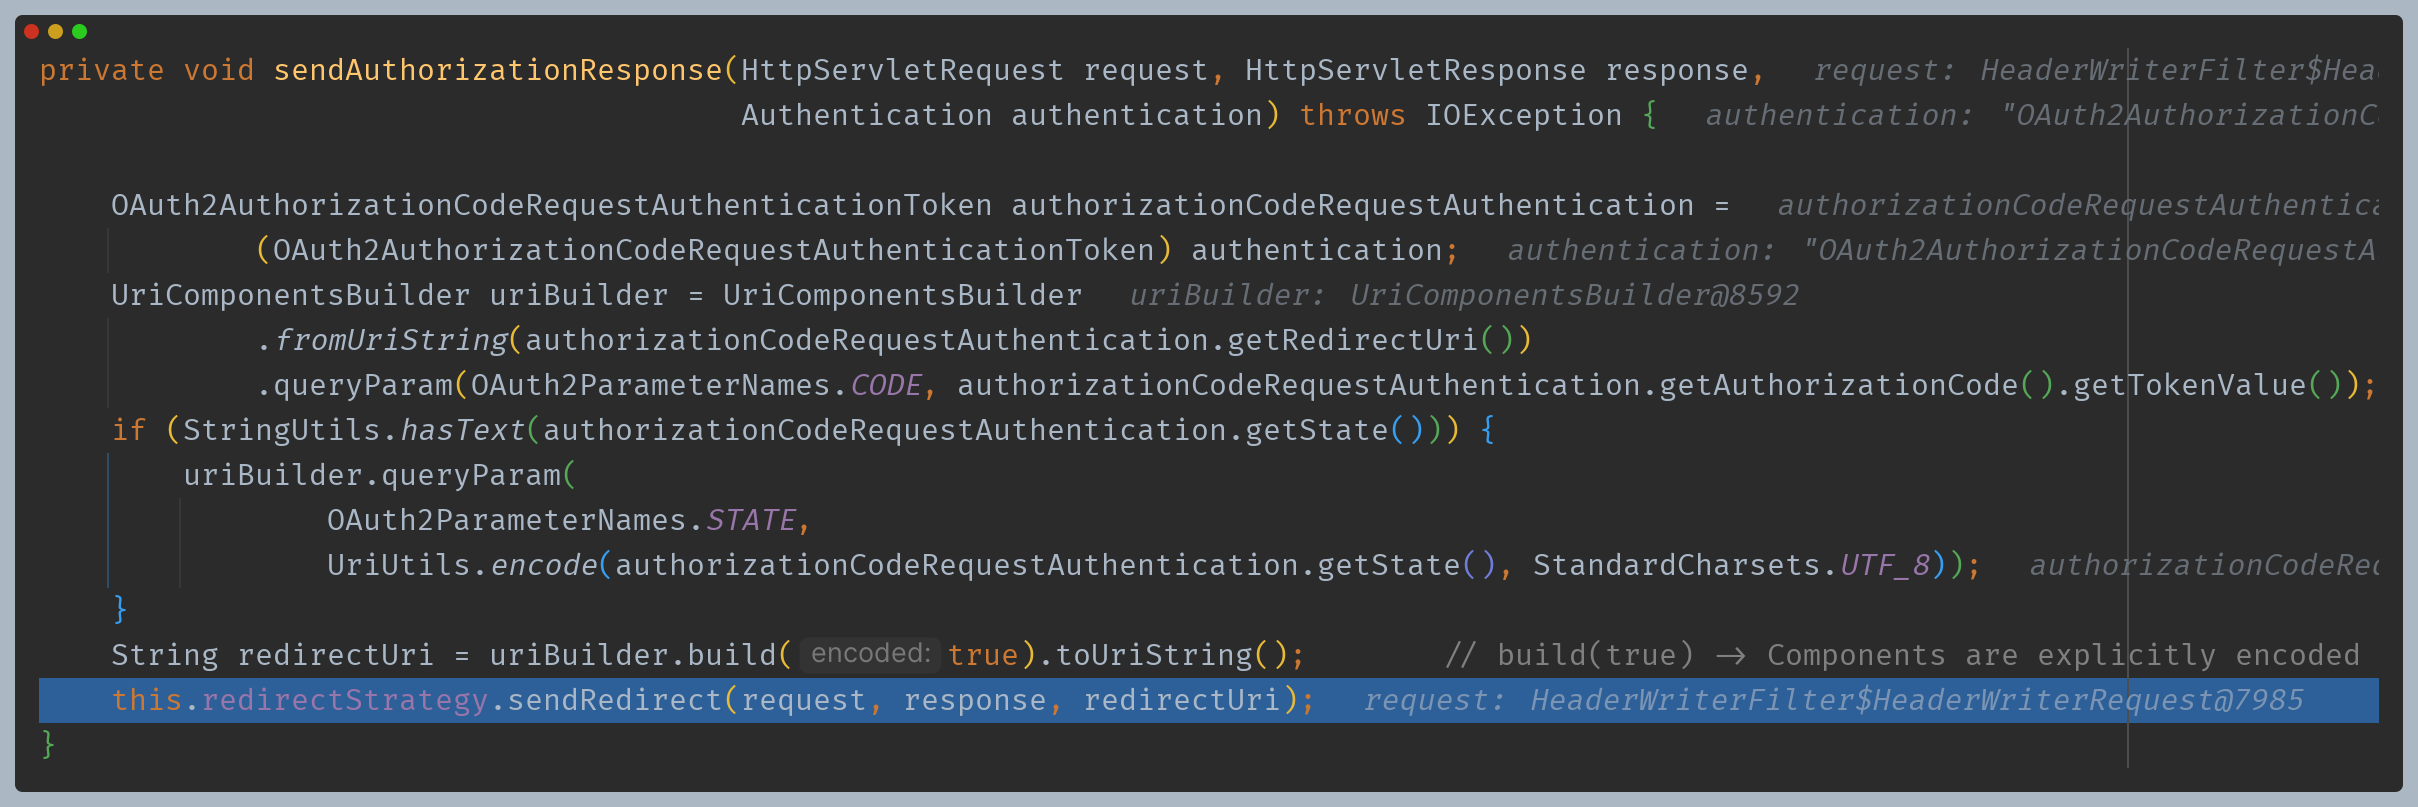 private void sendAuthorizationResponse(HttpServletRequest request, HttpServletResponse response, request: HeaderWriterFilter$Hea
Authentication authentication) throws IOException { authentication: "OAuth2AuthorizationC
OAuth2AuthorizationCodeRequestAuthenticationToken authorizationCodeRequestAuthentication = authorizationCodeRequestAuthentica
(OAuth2AuthorizationCodeRequestAuthenticationToken) authentication; authentication: "OAuth2AuthorizationCodeRequestA
UriComponentsBuilder uriBuilder = UriComponentsBuilder uriBuilder: UriComponentsBuilder@8592
.fromUriString(authorizationCodeRequestAuthentication.getRedirectUri())
.queryParam(OAuth2ParameterNames.CODE, authorizationCodeRequestAuthentication.getAuthorizationCode().getTokenValue());
if (StringUtils.hasText(authorizationCodeRequestAuthentication.getState())) {
uriBuilder.queryParam(
OAuth2ParameterNames.STATE,
UriUtils.encode(authorizationCodeRequestAuthentication.getState(), StandardCharsets.UTF_8)); authorizationCodeReq
}
String redirectUri = uriBuilder.build( encoded: true).toUriString(); // build(true) -> Components are explicitly encoded
this.redirectStrategy.sendRedirect(request, response, redirectUri); request: HeaderWriterFilter$HeaderWriterRequest@7985
}